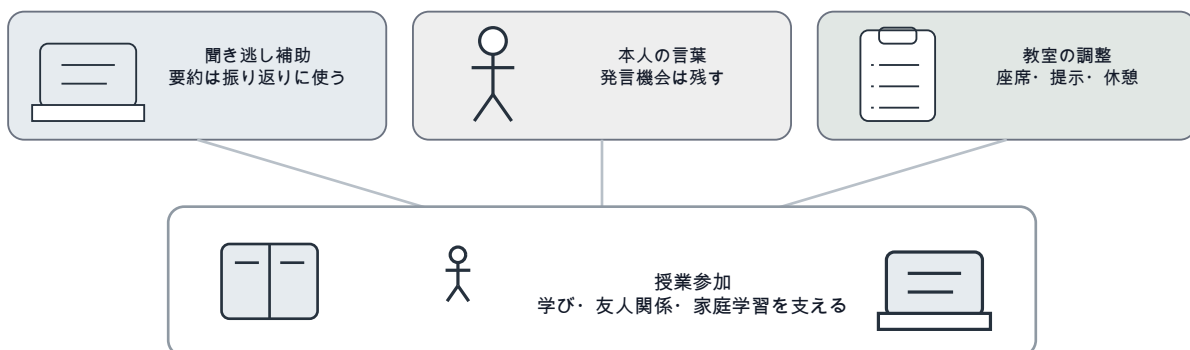 聞き逃し補助
要約は振り返りに使う
本人の言葉
発言機会は残す
教室の調整
座席・提示・休憩
授業参加
学び・友人関係・家庭学習を支える